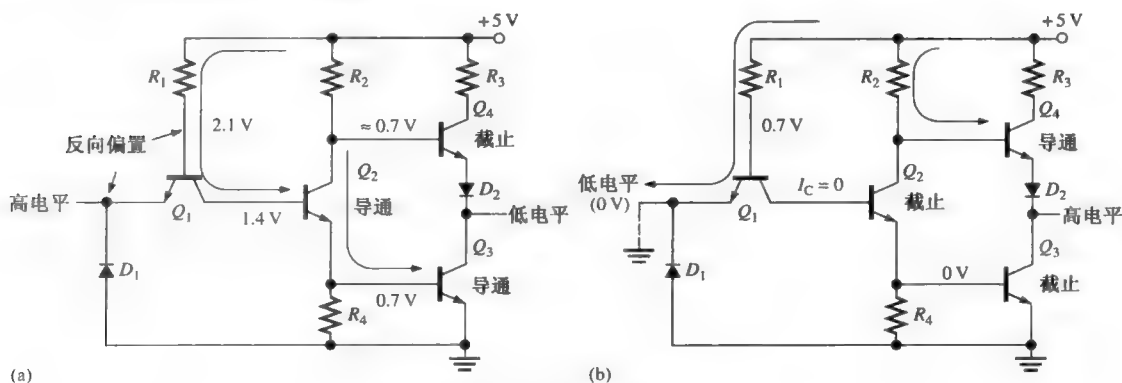 +5 V
R1
R2
R3
Q4
2.1 V
≈0.7 V
截止
反向偏置
Q2
导通
D2
高电平
Q1
1.4 V
低电平
Q3
D1
0.7 V
导通
R4
(a)
+5 V
R1
R2
R3
Q4
0.7 V
导通
低电平
(0 V)
IC = 0
Q2
截止
D2
Q1
高电平
Q3
D1
0 V
截止
R4
(b)